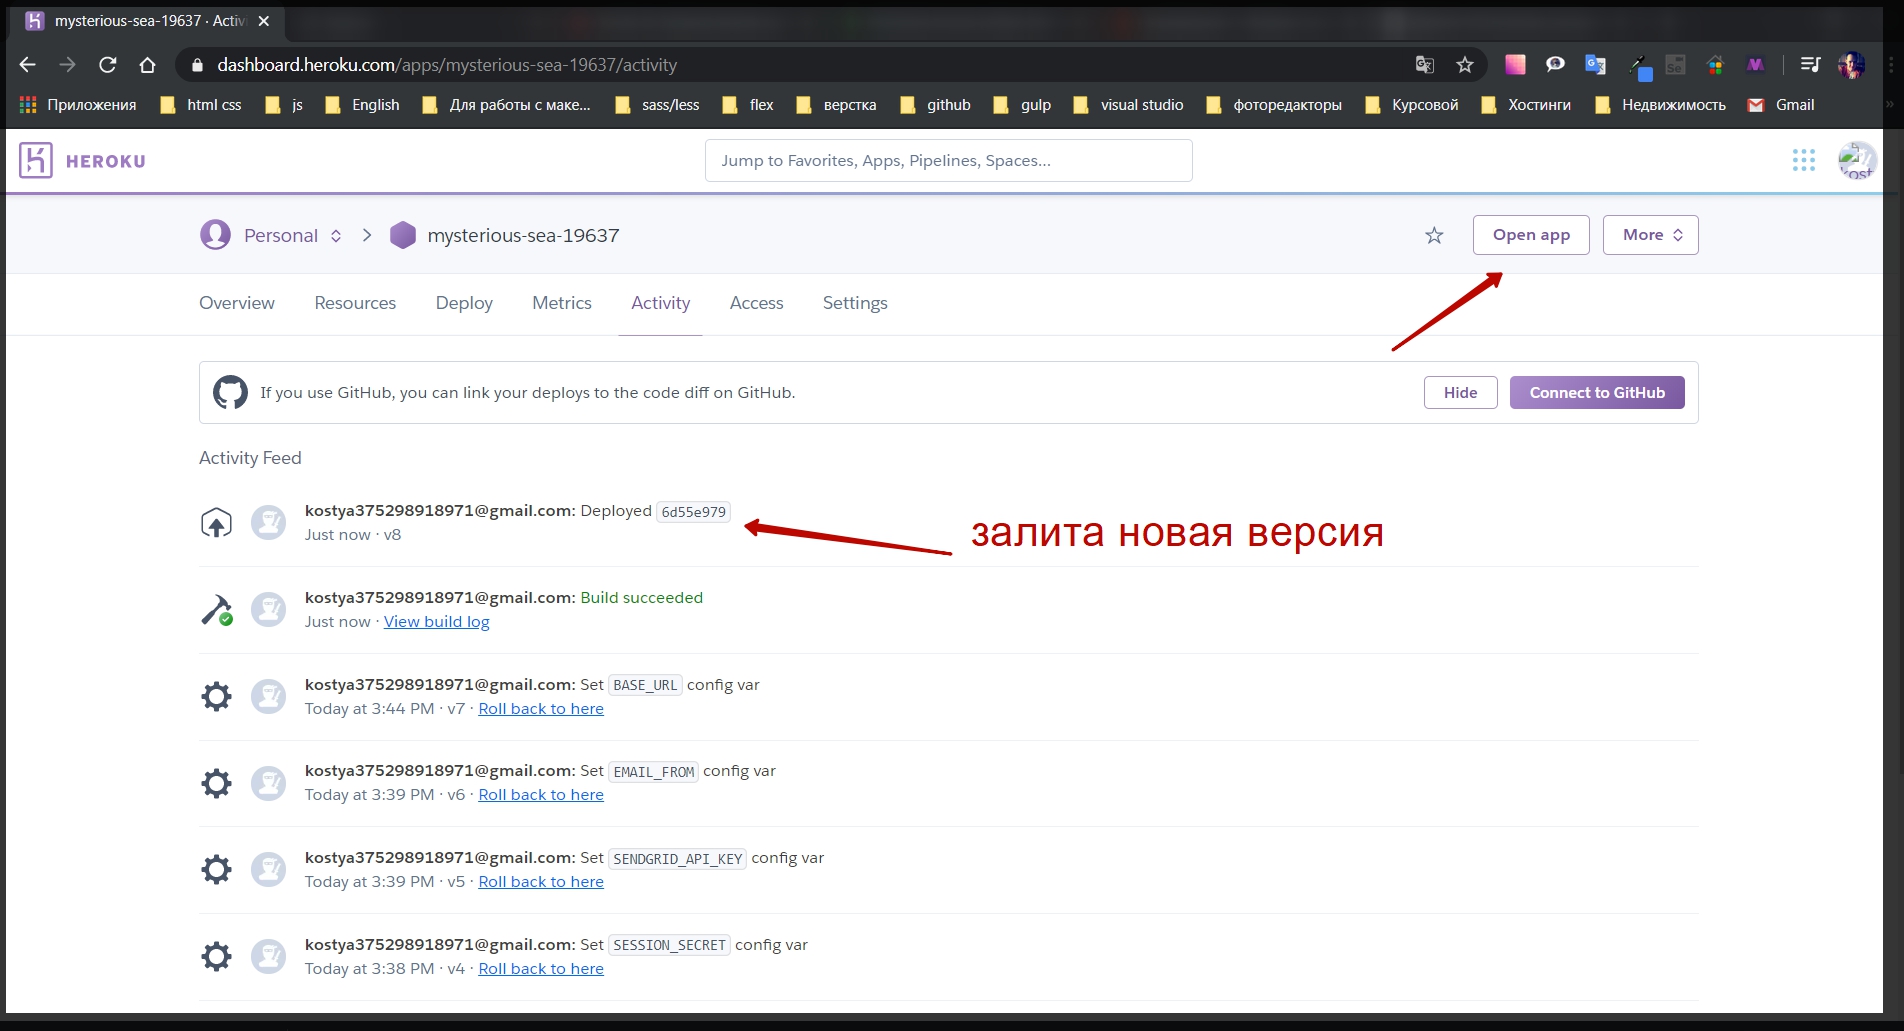 mysterious-sea-19637 · Activi
dashboard.heroku.com/apps/mysterious-sea-19637/activity
Приложения html css js English Для работы с маке... sass/less flex верстка github gulp visual studio фоторедакторы Курсовой Хостинги Недвижимость Gmail
HEROKU
Jump to Favorites, Apps, Pipelines, Spaces...
Personal mysterious-sea-19637
Open app More
Overview Resources Deploy Metrics Activity Access Settings
If you use GitHub, you can link your deploys to the code diff on GitHub.
Hide Connect to GitHub
Activity Feed
kostya375298918971@gmail.com: Deployed 6d55e979
Just now · v8
залита новая версия
kostya375298918971@gmail.com: Build succeeded
Just now · View build log
kostya375298918971@gmail.com: Set BASE_URL config var
Today at 3:44 PM · v7 · Roll back to here
kostya375298918971@gmail.com: Set EMAIL_FROM config var
Today at 3:39 PM · v6 · Roll back to here
kostya375298918971@gmail.com: Set SENDGRID_API_KEY config var
Today at 3:39 PM · v5 · Roll back to here
kostya375298918971@gmail.com: Set SESSION_SECRET config var
Today at 3:38 PM · v4 · Roll back to here